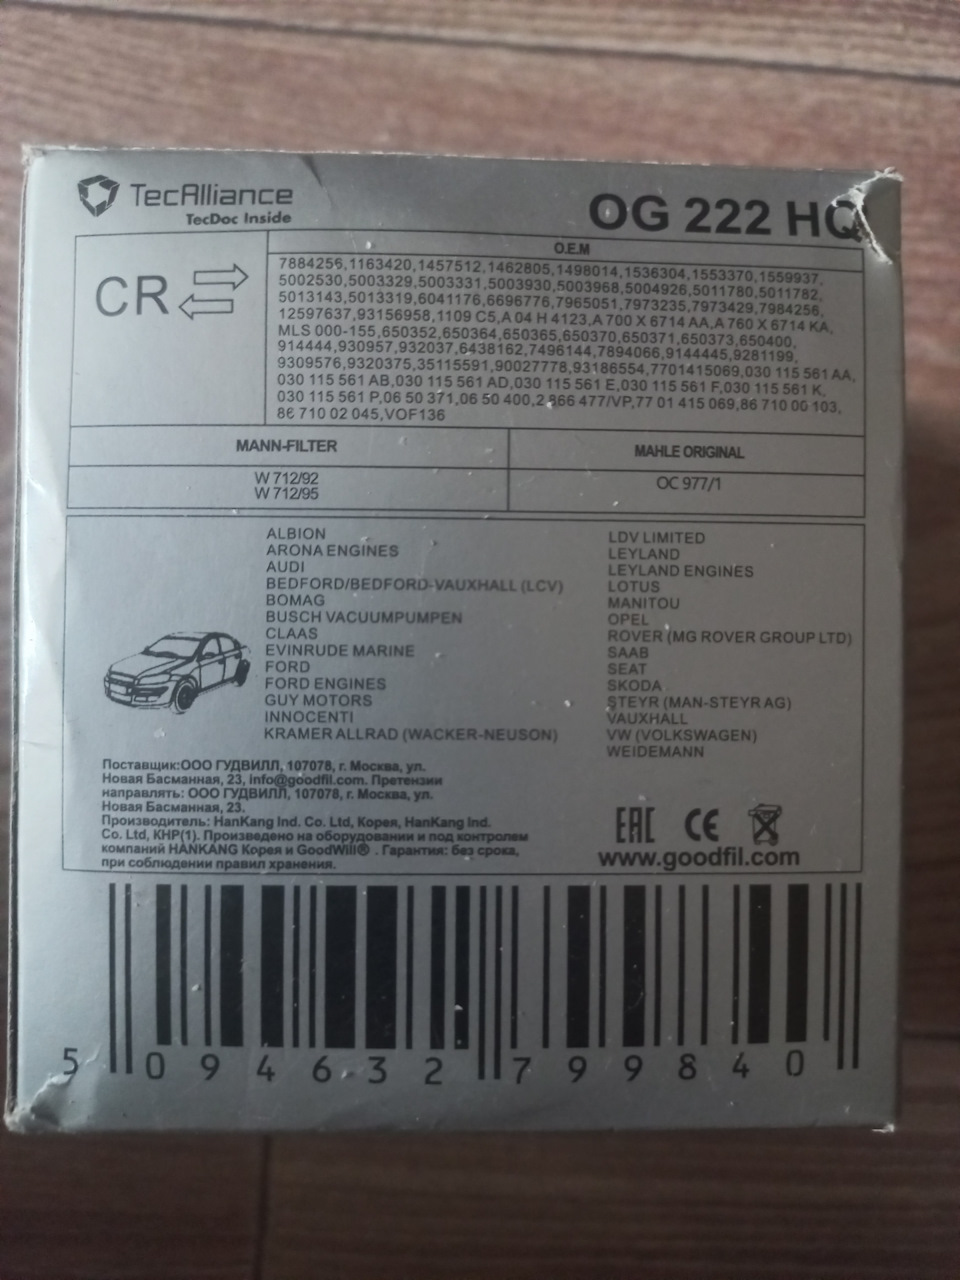 TecAlliance
TecDoc Inside
OG 222 HQ
O.E.M
CR
7884256,1163420,1457512,1462805,1498014,1536304,1553370,1559937,
5002530,5003329,5003331,5003930,5003968,5004926,5011780,5011782,
5013143,5013319,6041176,6696776,7965051,7973235,7973429,7984256,
12597637,93156958,1109 C5,A 04 H 4123,A 700 X 6714 AA,A 760 X 6714 KA,
MLS 000-155,650352,650364,650365,650370,650371,650373,650400,
914444,930957,932037,6438162,7496144,7894066,9144445,9281199,
9309576,9320375,35115591,90027778,93186554,7701415069,030 115 561 AA,
030 115 561 AB,030 115 561 AD,030 115 561 E,030 115 561 F,030 115 561 K,
030 115 561 P,06 50 371,06 50 400,2 866 477/VP,77 01 415 069,86 710 00 103,
86 710 02 045,VOF136
MANN-FILTER
MAHLE ORIGINAL
W 712/92
W 712/95
OC 977/1
ALBION
ARONA ENGINES
AUDI
BEDFORD/BEDFORD-VAUXHALL (LCV)
BOMAG
BUSCH VACUUMPUMPEN
CLAAS
EVINRUDE MARINE
FORD
FORD ENGINES
GUY MOTORS
INNOCENTI
KRAMER ALLRAD (WACKER-NEUSON)
LDV LIMITED
LEYLAND
LEYLAND ENGINES
LOTUS
MANITOU
OPEL
ROVER (MG ROVER GROUP LTD)
SAAB
SEAT
SKODA
STEYR (MAN-STEYR AG)
VAUXHALL
VW (VOLKSWAGEN)
WEIDEMANN
Поставщик:ООО ГУДВИЛЛ, 107078, г. Москва, ул.
Новая Басманная, 23, info@goodfil.com. Претензии
направлять: ООО ГУДВИЛЛ, 107078, г. Москва, ул.
Новая Басманная, 23.
Производитель: HanKang Ind. Co. Ltd, Корея, HanKang Ind.
Co. Ltd, КНР(1). Произведено на оборудовании и под контролем
компаний HANKANG Корея и GoodWill® . Гарантия: без срока,
при соблюдении правил хранения.
EAC CE
www.goodfil.com
5 094632 799840